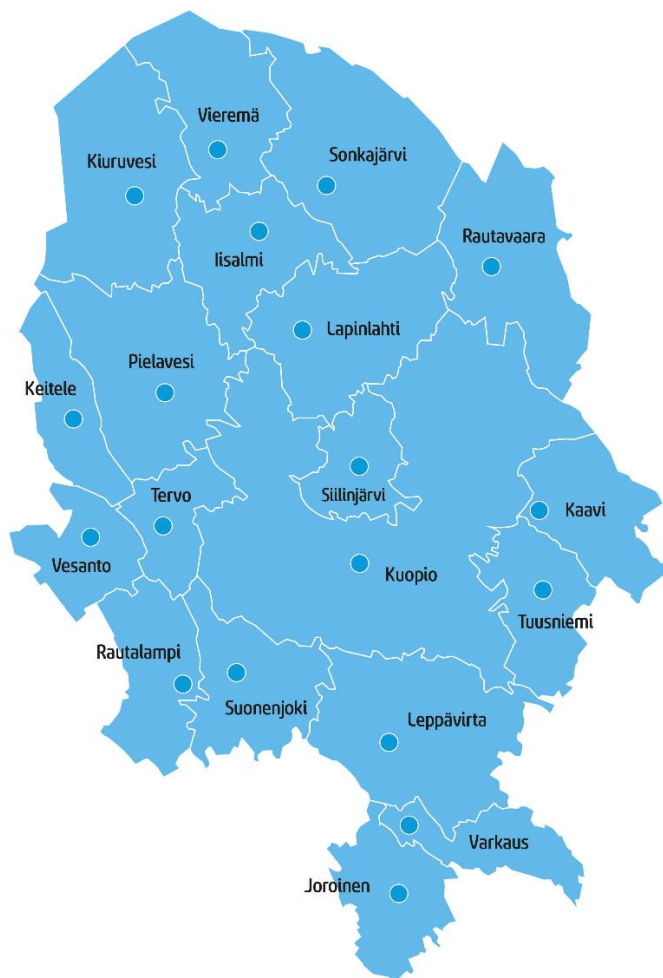 Vieremä
Kiuruvesi
Sonkajärvi
Iisalmi
Rautavaara
Lapinlahti
Pielavesi
Keitele
Tervo
Siilinjärvi
Kaavi
Vesanto
Kuopio
Tuusniemi
Rautalampi
Suonenjoki
Leppävirta
Varkaus
Joroinen